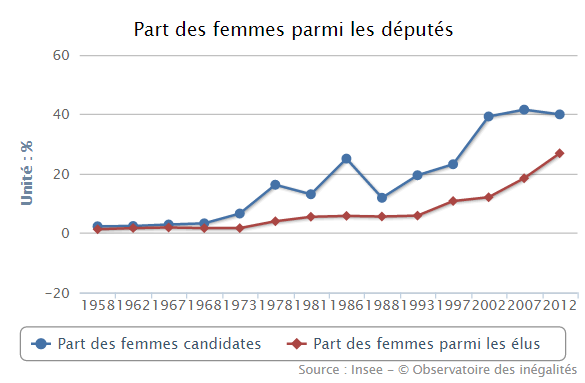 Part des femmes parmi les députés
60
40
20
0
-20
Unité : %
1958 1962 1967 1968 1973 1978 1981 1986 1988 1993 1997 2002 2007 2012
Part des femmes candidates Part des femmes parmi les élus
Source : Insee – © Observatoire des inégalités